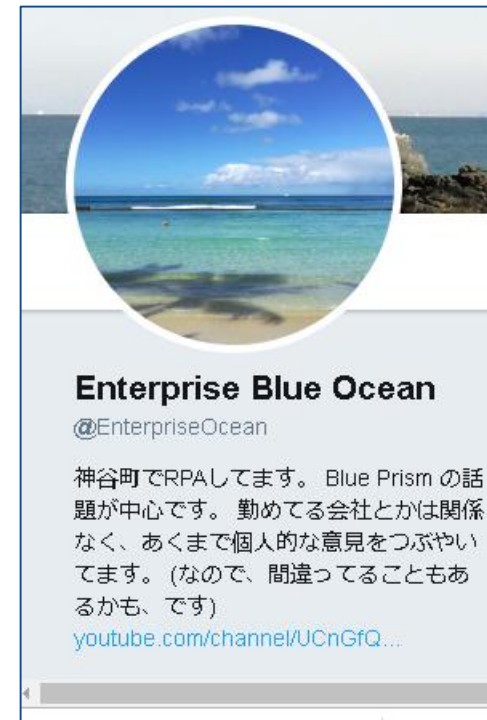 Enterprise Blue Ocean
@EnterpriseOcean
神谷町でRPAしてます。 Blue Prism の話
題が中心です。 勤めてる会社とかは関係
なく、あくまで個人的な意見をつぶやい
てます。 (なので、間違ってることもあ
るかも、です)
youtube.com/channel/UCnGfQ...